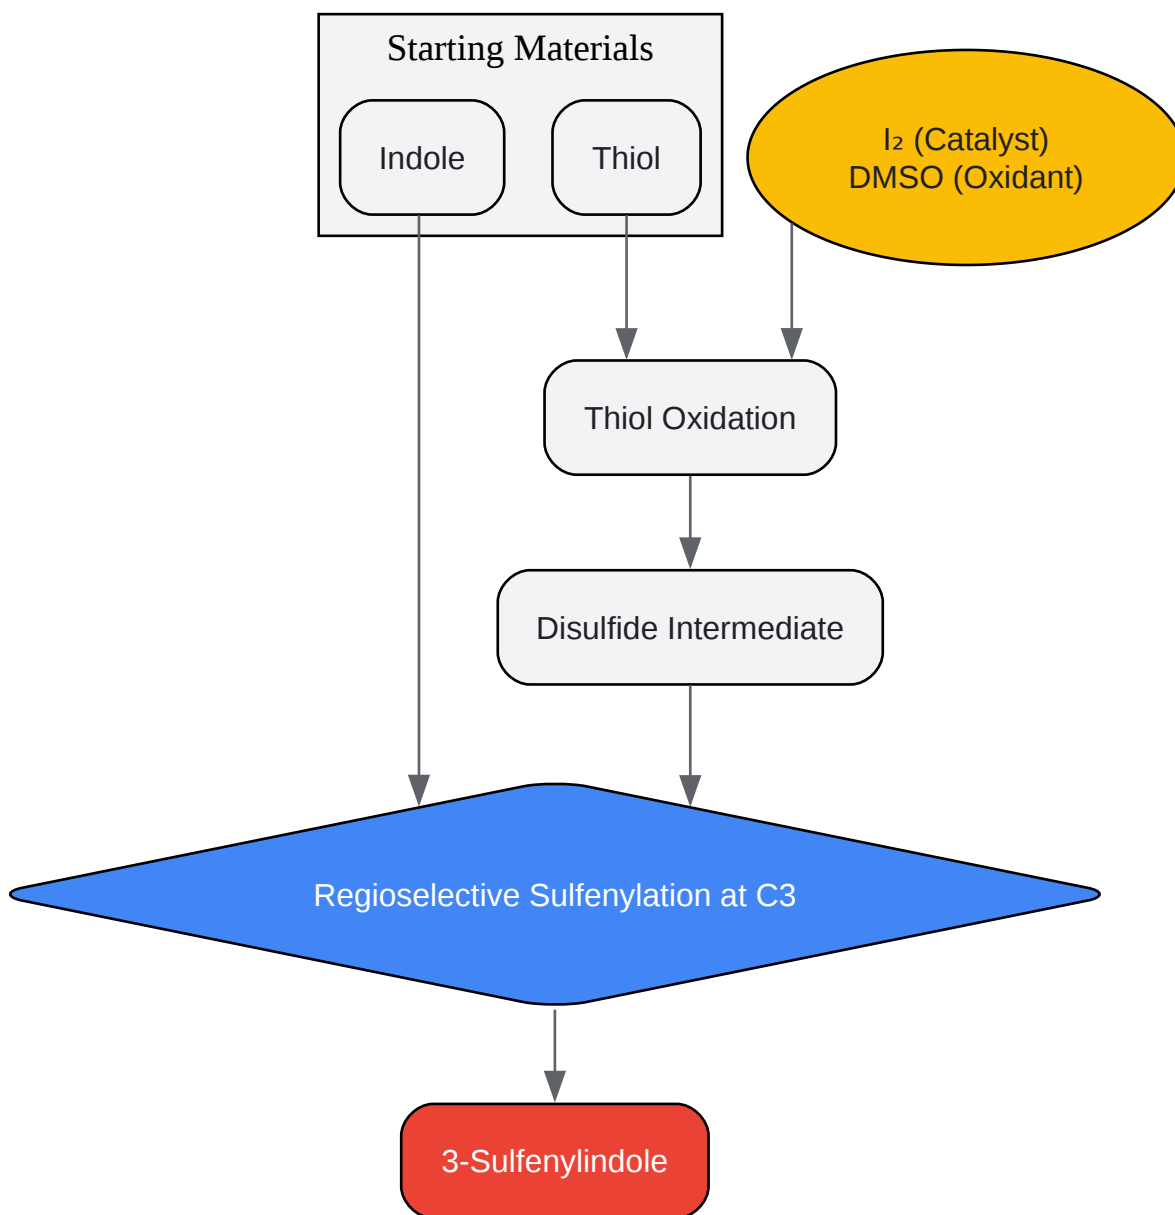 Starting Materials
Indole
Thiol
I₂ (Catalyst)
DMSO (Oxidant)
Thiol Oxidation
Disulfide Intermediate
Regioselective Sulfenylation at C3
3-Sulfenylindole